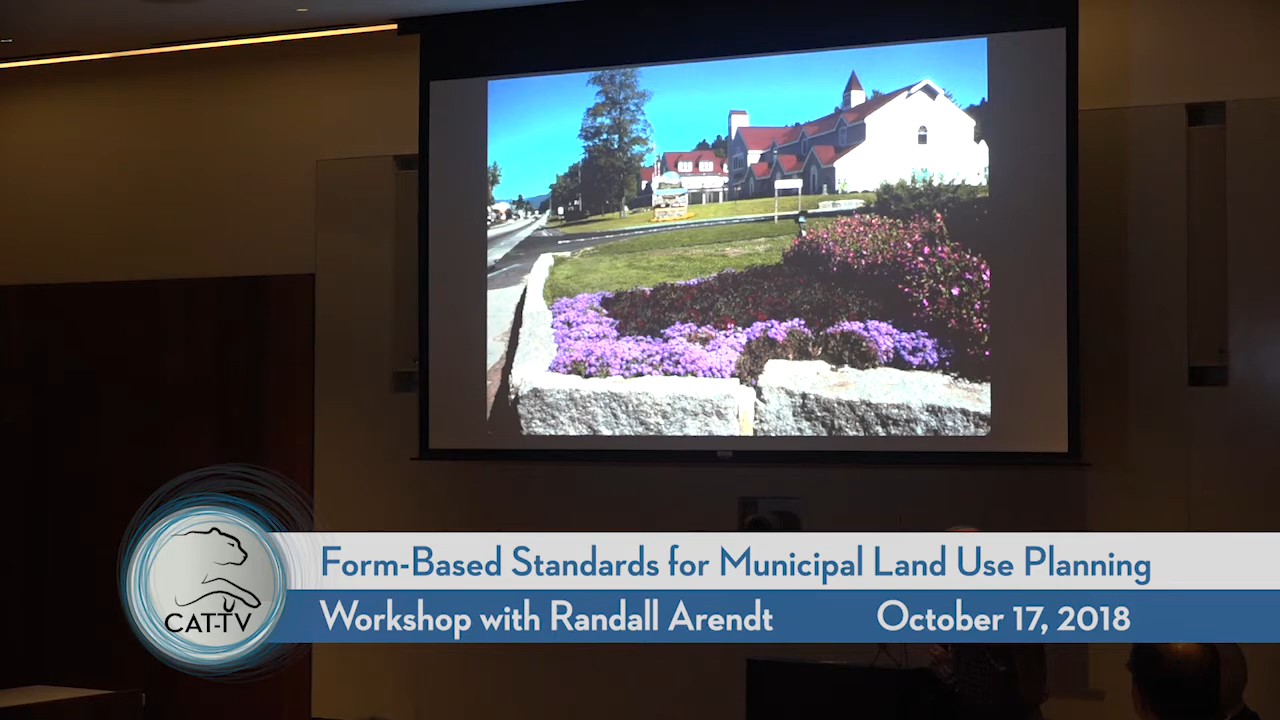 Form-Based Standards for Municipal Land Use Planning
Workshop with Randall Arendt October 17, 2018
CAT-TV